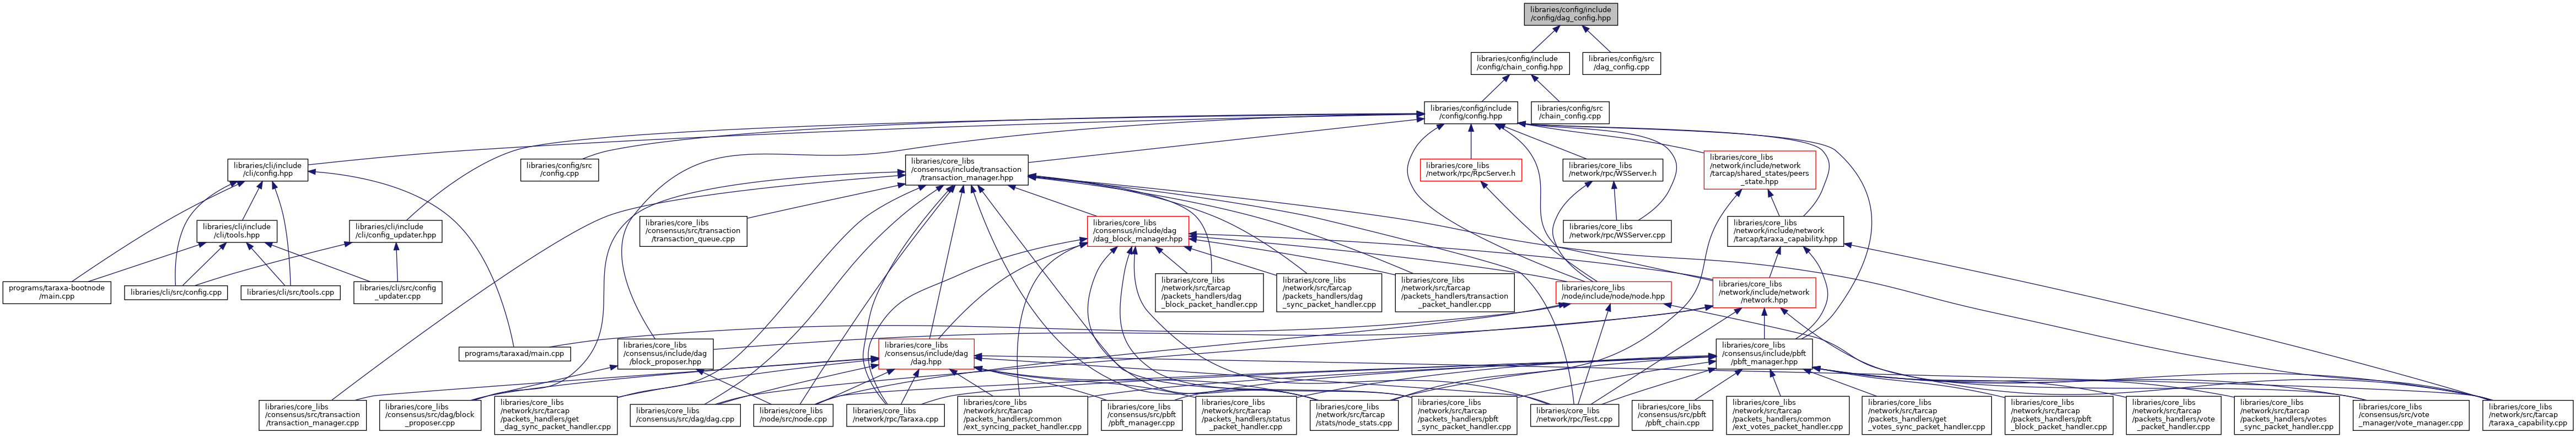 libraries/config/include
/config/dag_config.hpp
libraries/config/include
/config/chain_config.hpp
libraries/config/src
/dag_config.cpp
libraries/config/include
/config/config.hpp
libraries/config/src
/chain_config.cpp
libraries/cli/include
/cli/config.hpp
libraries/config/src
/config.cpp
libraries/core_libs
/consensus/include/transaction
/transaction_manager.hpp
libraries/core_libs
/network/rpc/RpcServer.h
libraries/core_libs
/network/rpc/WSServer.h
libraries/core_libs
/network/include/network
/tarcap/shared_states/peers
_state.hpp
libraries/cli/include
/cli/tools.hpp
libraries/cli/include
/cli/config_updater.hpp
libraries/core_libs
/consensus/src/transaction
/transaction_queue.cpp
libraries/core_libs
/consensus/include/dag
/dag_block_manager.hpp
libraries/core_libs
/network/rpc/WSServer.cpp
libraries/core_libs
/network/include/network
/tarcap/taraxa_capability.hpp
programs/taraxa-bootnode
/main.cpp
libraries/cli/src/config.cpp
libraries/cli/src/tools.cpp
libraries/cli/src/config
_updater.cpp
libraries/core_libs
/network/src/tarcap
/packets_handlers/dag
_block_packet_handler.cpp
libraries/core_libs
/network/src/tarcap
/packets_handlers/dag
_sync_packet_handler.cpp
libraries/core_libs
/network/src/tarcap
/packets_handlers/transaction
_packet_handler.cpp
libraries/core_libs
/node/include/node/node.hpp
libraries/core_libs
/network/include/network
/network.hpp
programs/taraxad/main.cpp
libraries/core_libs
/consensus/include/dag
/block_proposer.hpp
libraries/core_libs
/consensus/include/dag
/dag.hpp
libraries/core_libs
/consensus/include/pbft
/pbft_manager.hpp
libraries/core_libs
/consensus/src/transaction
/transaction_manager.cpp
libraries/core_libs
/consensus/src/dag/block
_proposer.cpp
libraries/core_libs
/network/src/tarcap
/packets_handlers/get
_dag_sync_packet_handler.cpp
libraries/core_libs
/consensus/src/dag/dag.cpp
libraries/core_libs
/node/src/node.cpp
libraries/core_libs
/network/rpc/Taraxa.cpp
libraries/core_libs
/network/src/tarcap
/packets_handlers/common
/ext_syncing_packet_handler.cpp
libraries/core_libs
/consensus/src/pbft
/pbft_manager.cpp
libraries/core_libs
/network/src/tarcap
/packets_handlers/status
_packet_handler.cpp
libraries/core_libs
/network/src/tarcap
/stats/node_stats.cpp
libraries/core_libs
/network/src/tarcap
/packets_handlers/pbft
_sync_packet_handler.cpp
libraries/core_libs
/network/rpc/Test.cpp
libraries/core_libs
/consensus/src/pbft
/pbft_chain.cpp
libraries/core_libs
/network/src/tarcap
/packets_handlers/common
/ext_votes_packet_handler.cpp
libraries/core_libs
/network/src/tarcap
/packets_handlers/get
_votes_sync_packet_handler.cpp
libraries/core_libs
/network/src/tarcap
/packets_handlers/pbft
_block_packet_handler.cpp
libraries/core_libs
/network/src/tarcap
/packets_handlers/vote
_packet_handler.cpp
libraries/core_libs
/network/src/tarcap
/packets_handlers/votes
_sync_packet_handler.cpp
libraries/core_libs
/consensus/src/vote
_manager/vote_manager.cpp
libraries/core_libs
/network/src/tarcap
/taraxa_capability.cpp